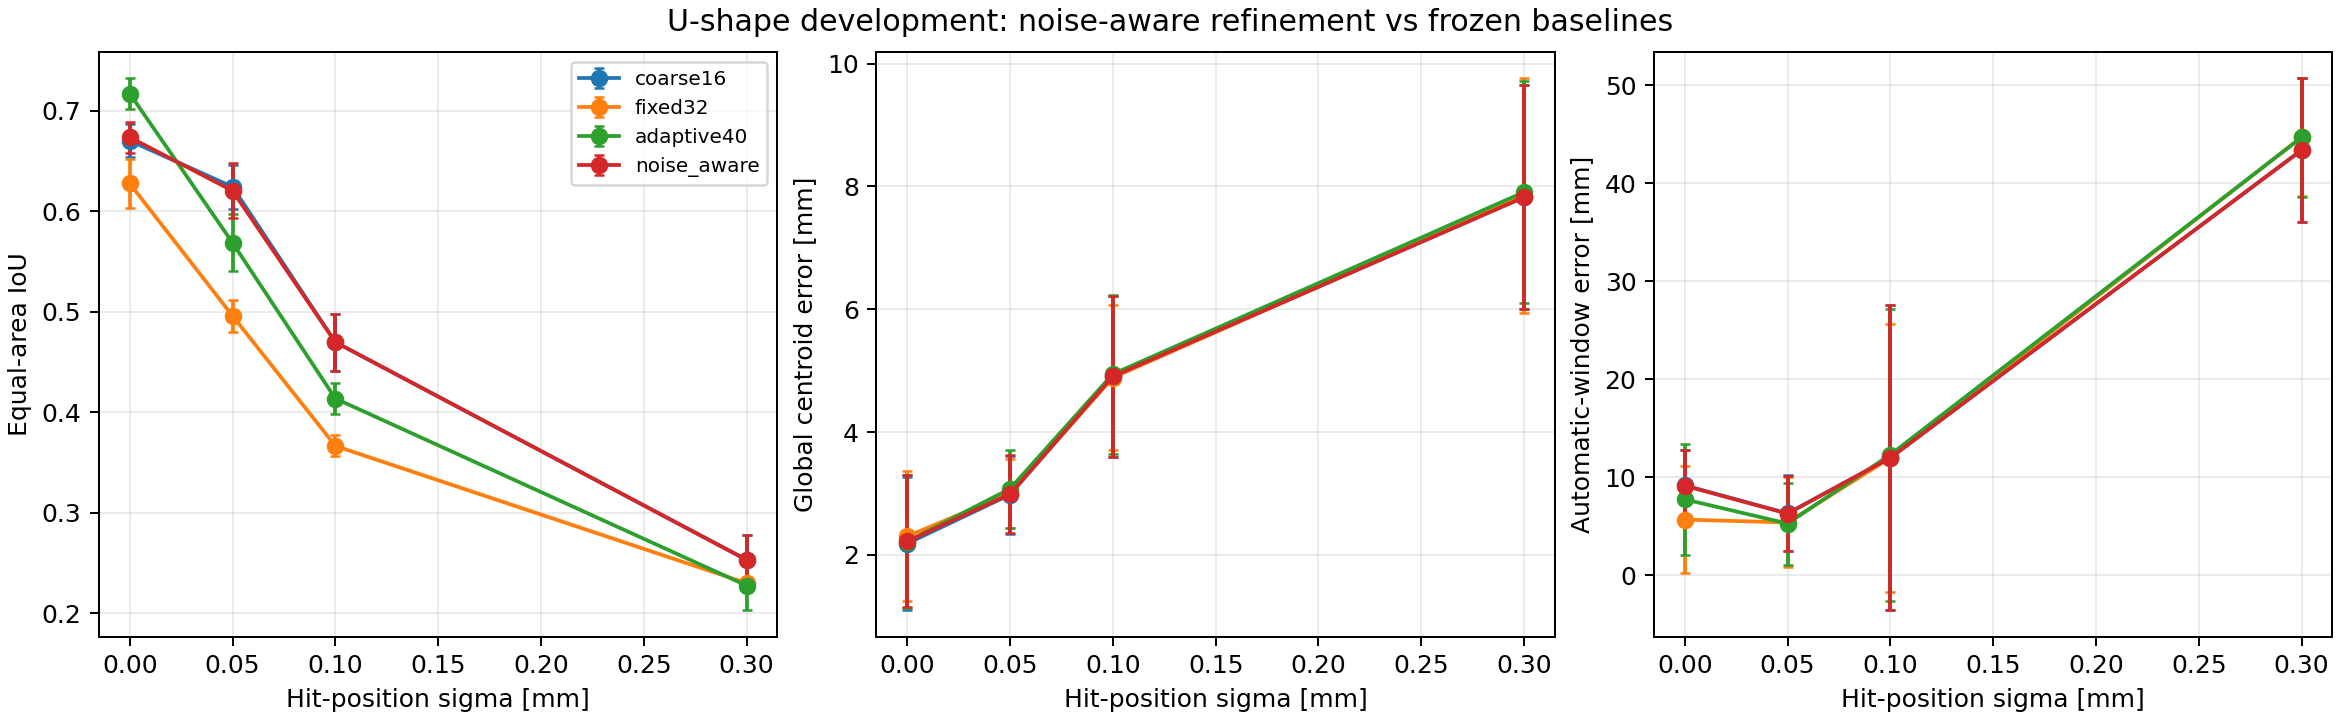 U-shape development: noise-aware refinement vs frozen baselines
Equal-area IoU
0.7
0.6
0.5
0.4
0.3
0.2
0.00 0.05 0.10 0.15 0.20 0.25 0.30
Hit-position sigma [mm]
coarse16
fixed32
adaptive40
noise_aware
Global centroid error [mm]
10
8
6
4
2
0.00 0.05 0.10 0.15 0.20 0.25 0.30
Hit-position sigma [mm]
Automatic-window error [mm]
50
40
30
20
10
0
0.00 0.05 0.10 0.15 0.20 0.25 0.30
Hit-position sigma [mm]